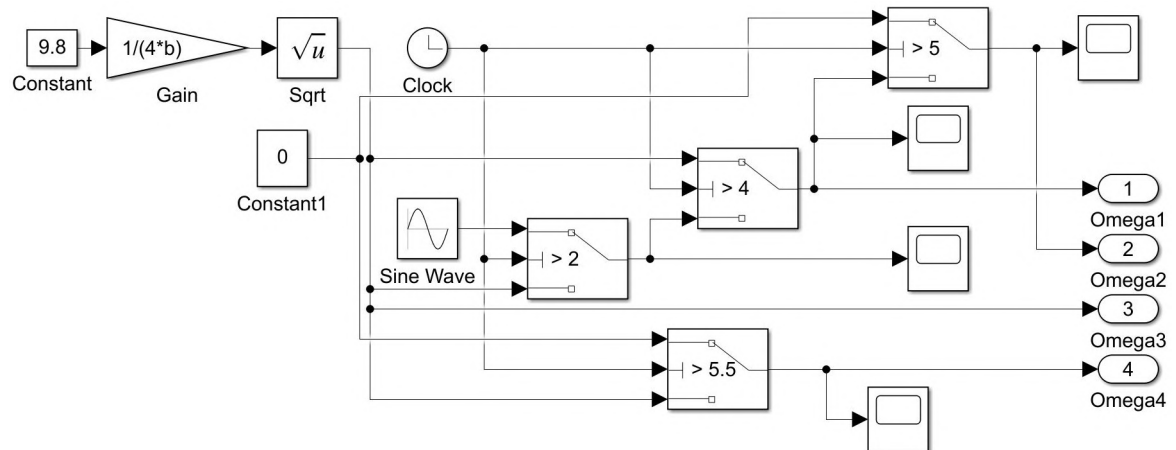 9.8
Constant
1/(4*b)
Gain
√u
Sqrt
Clock
> 5
0
Constant1
> 4
1
Omega1
Sine Wave
> 2
2
Omega2
3
Omega3
> 5.5
4
Omega4